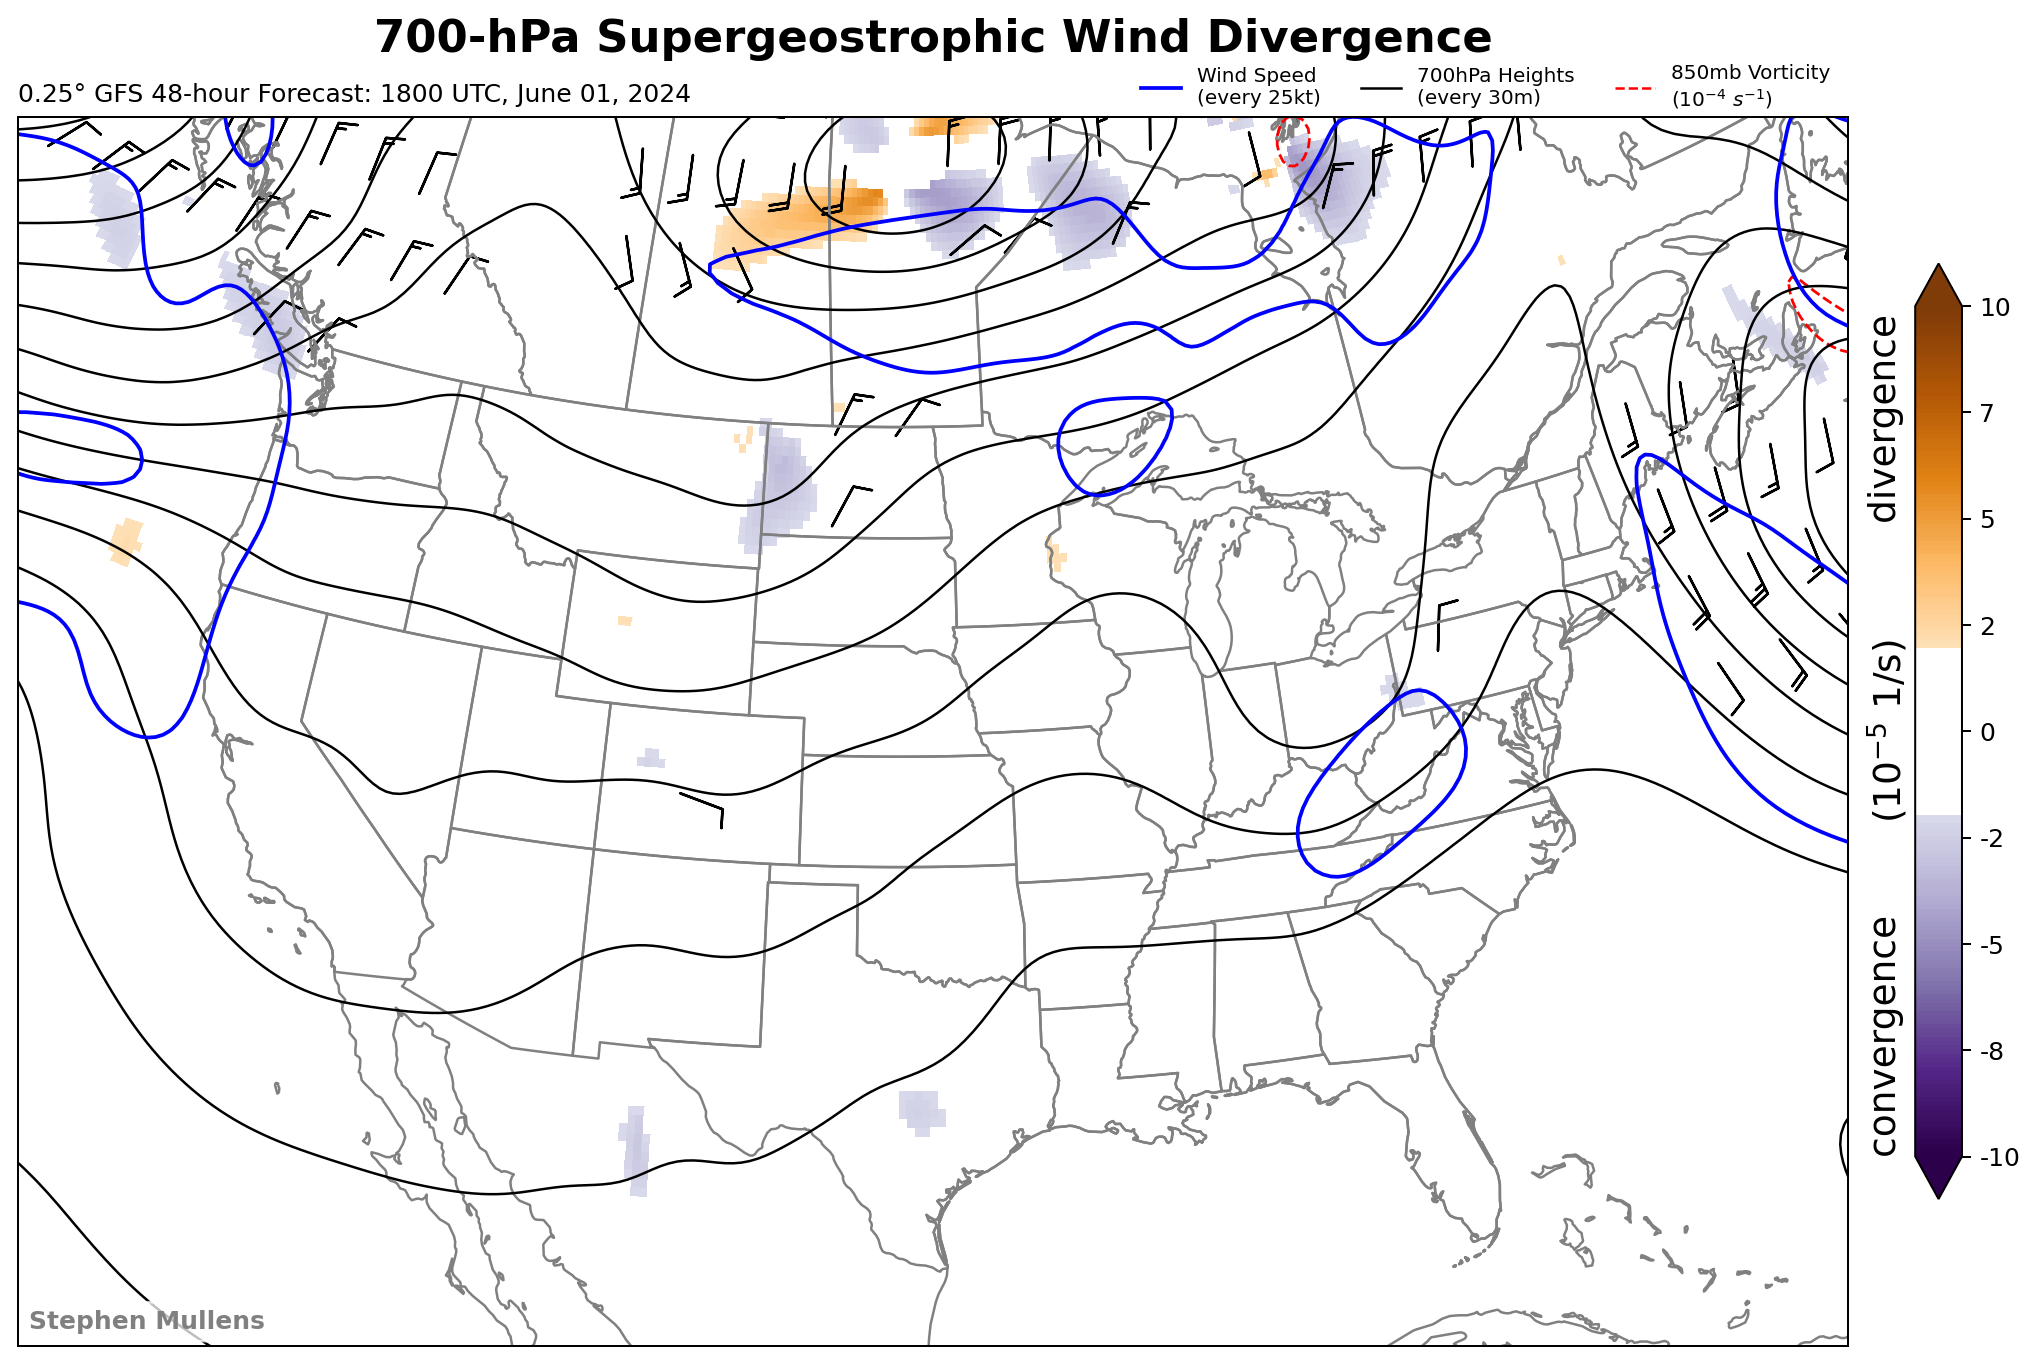 700-hPa Supergeostrophic Wind Divergence
0.25° GFS 48-hour Forecast: 1800 UTC, June 01, 2024
Wind Speed
(every 25kt)
700hPa Heights
(every 30m)
850mb Vorticity
(10⁻⁴ s⁻¹)
10
7
5
2
0
-2
-5
-8
-10
convergence (10⁻⁵ 1/s) divergence
Stephen Mullens